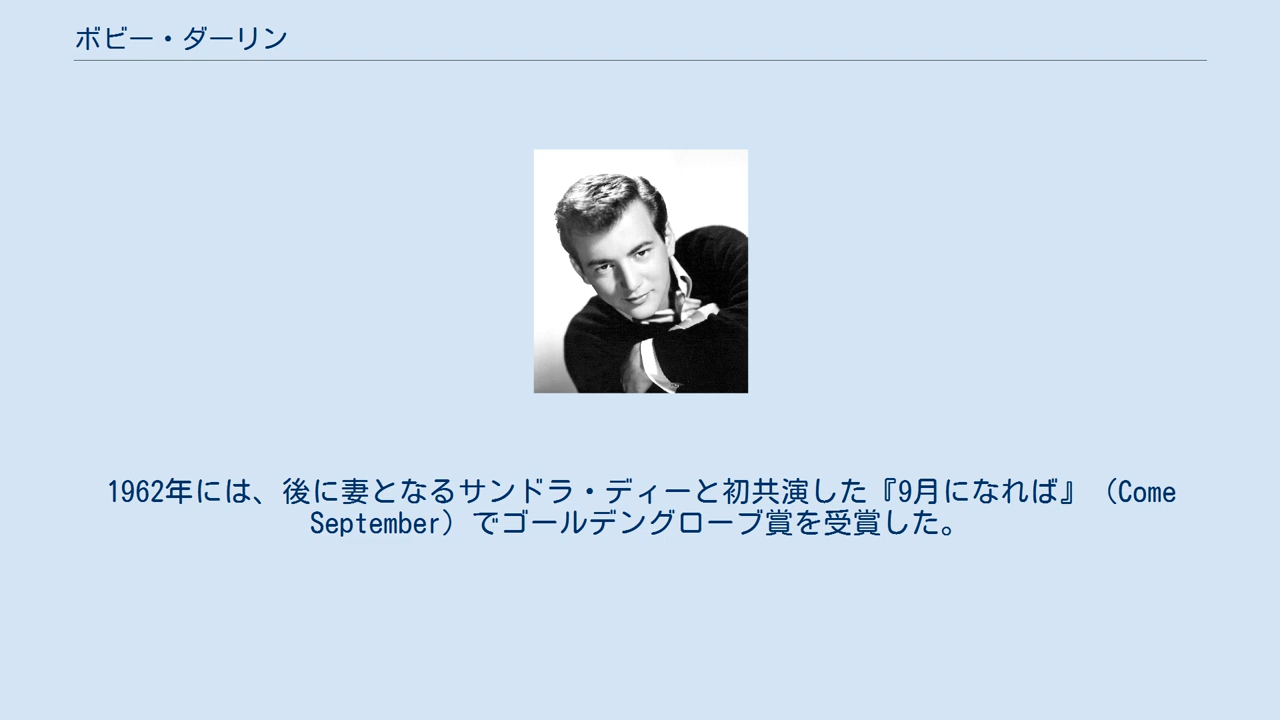 ボビー・ダーリン
1962年には、後に妻となるサンドラ・ディーと初共演した『9月になれば』（Come
September）でゴールデングローブ賞を受賞した。